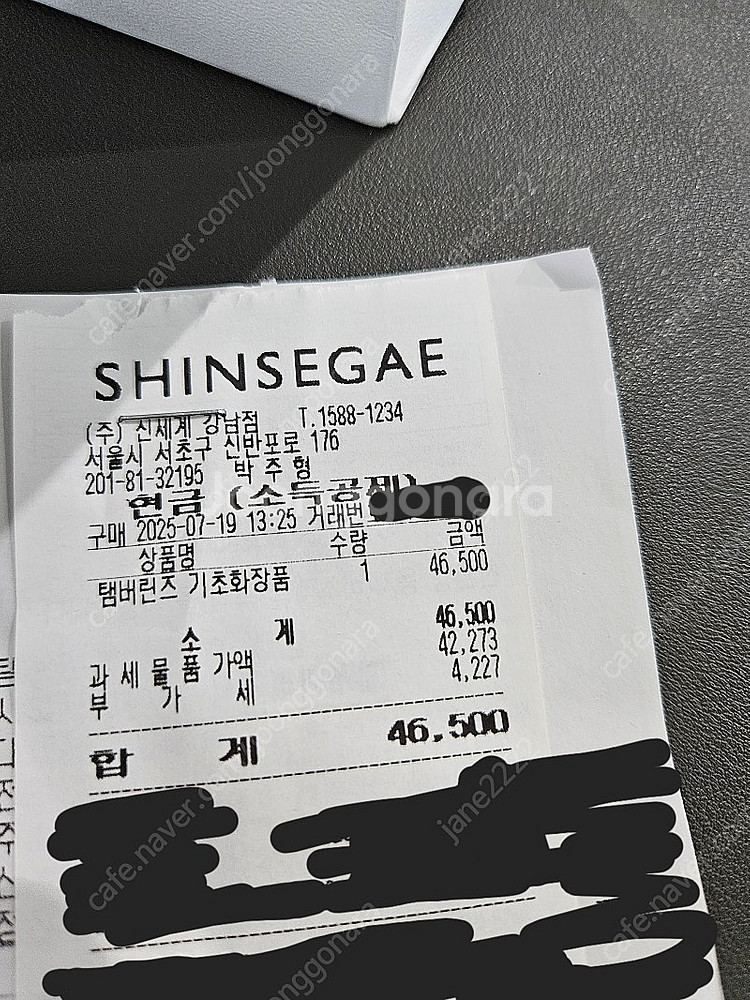 SHINSEGAE
(주) 신세계 강남점 T.1588-1234
서울시 서초구 신반포로 176
201-81-32195 박주형
현금 (소득공제)
구매 2025-07-19 13:25 거래번
상품명 수량 금액
탬버린즈 기초화장품 1 46,500
소 계 46,500
과 세 물 품 가액 42,273
부 가 세 4,227
합 계 46,500
joonggonara
cafe.naver.com/joonggonara
jane2222